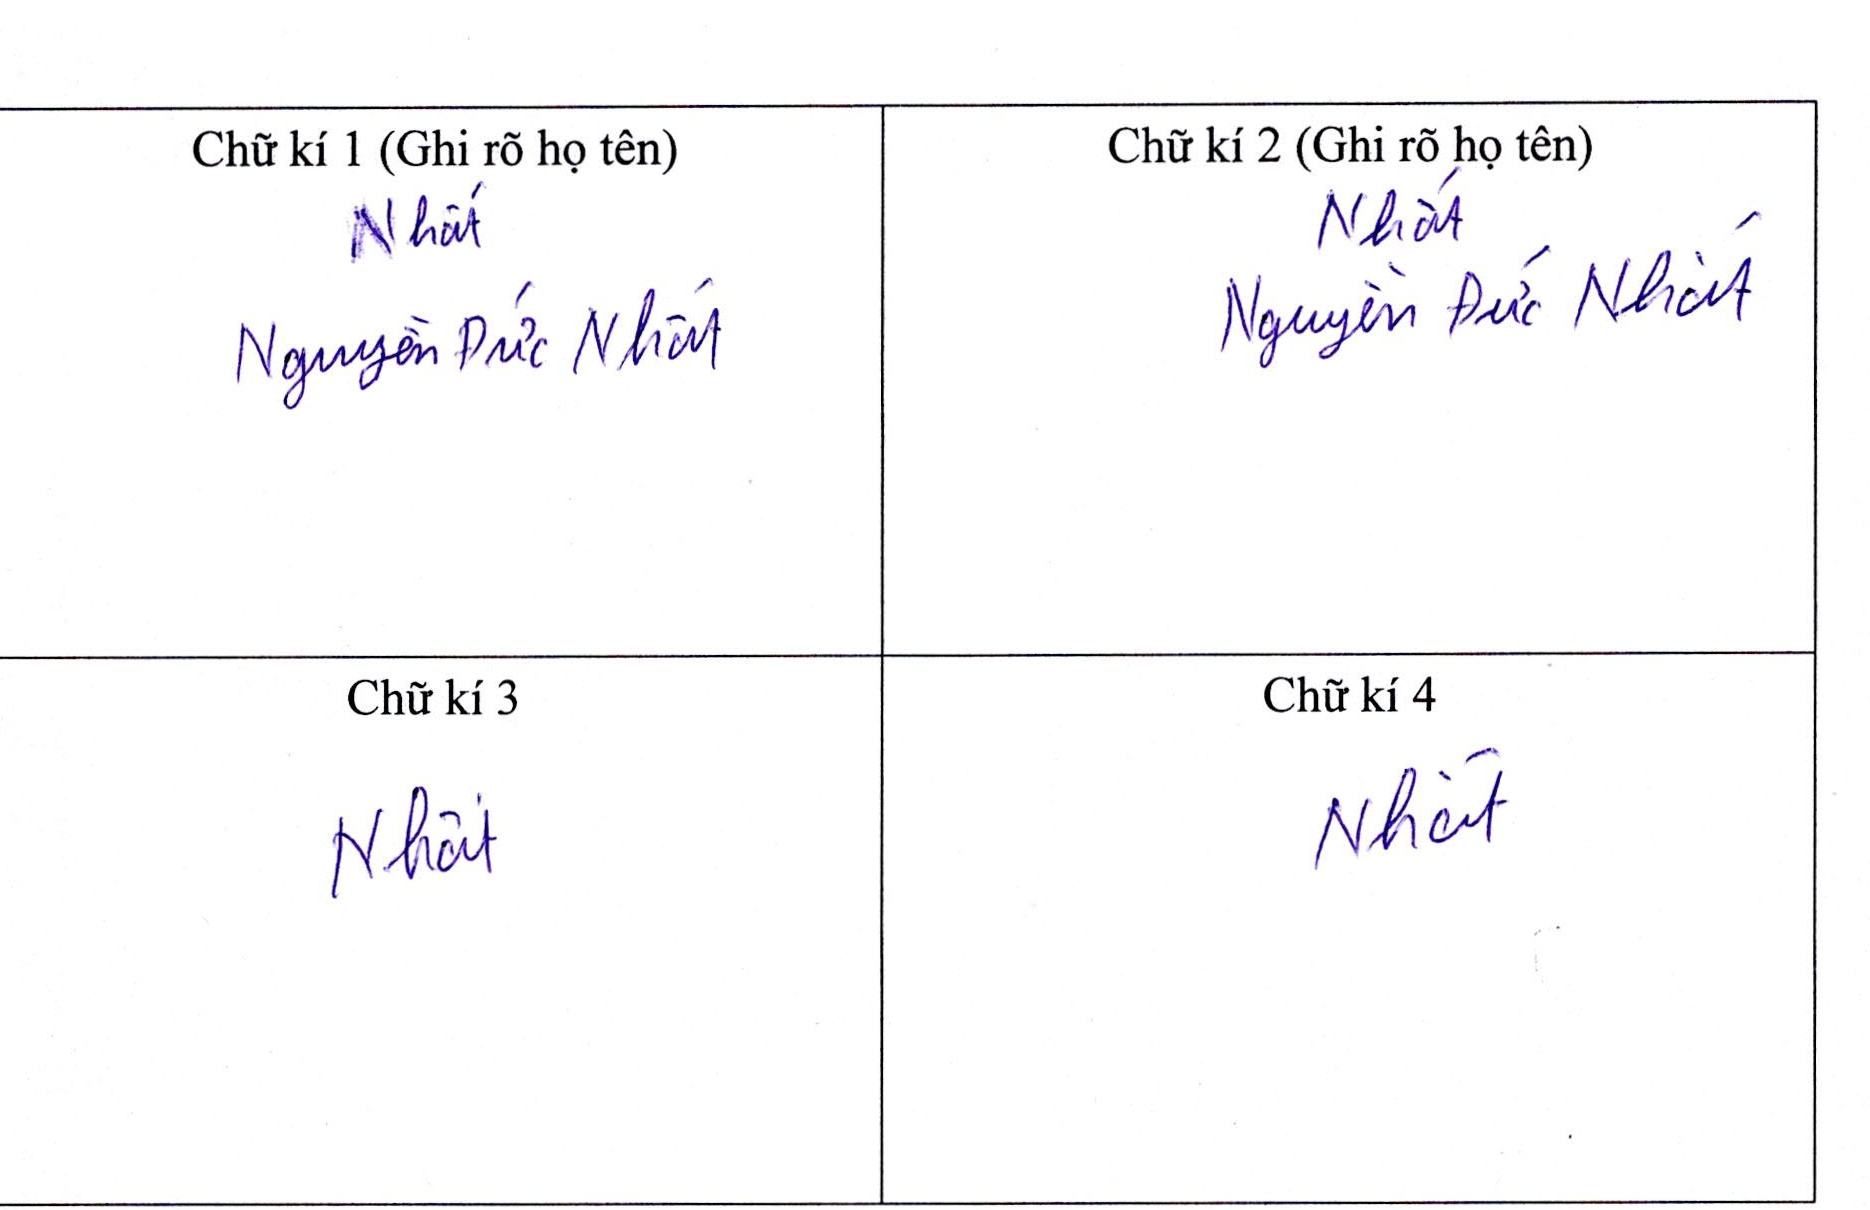 Chữ kí 1 (Ghi rõ họ tên)
Nhất
Nguyễn Đức Nhất
Chữ kí 2 (Ghi rõ họ tên)
Nhất
Nguyễn Đức Nhất
Chữ kí 3
Nhất
Chữ kí 4
Nhất